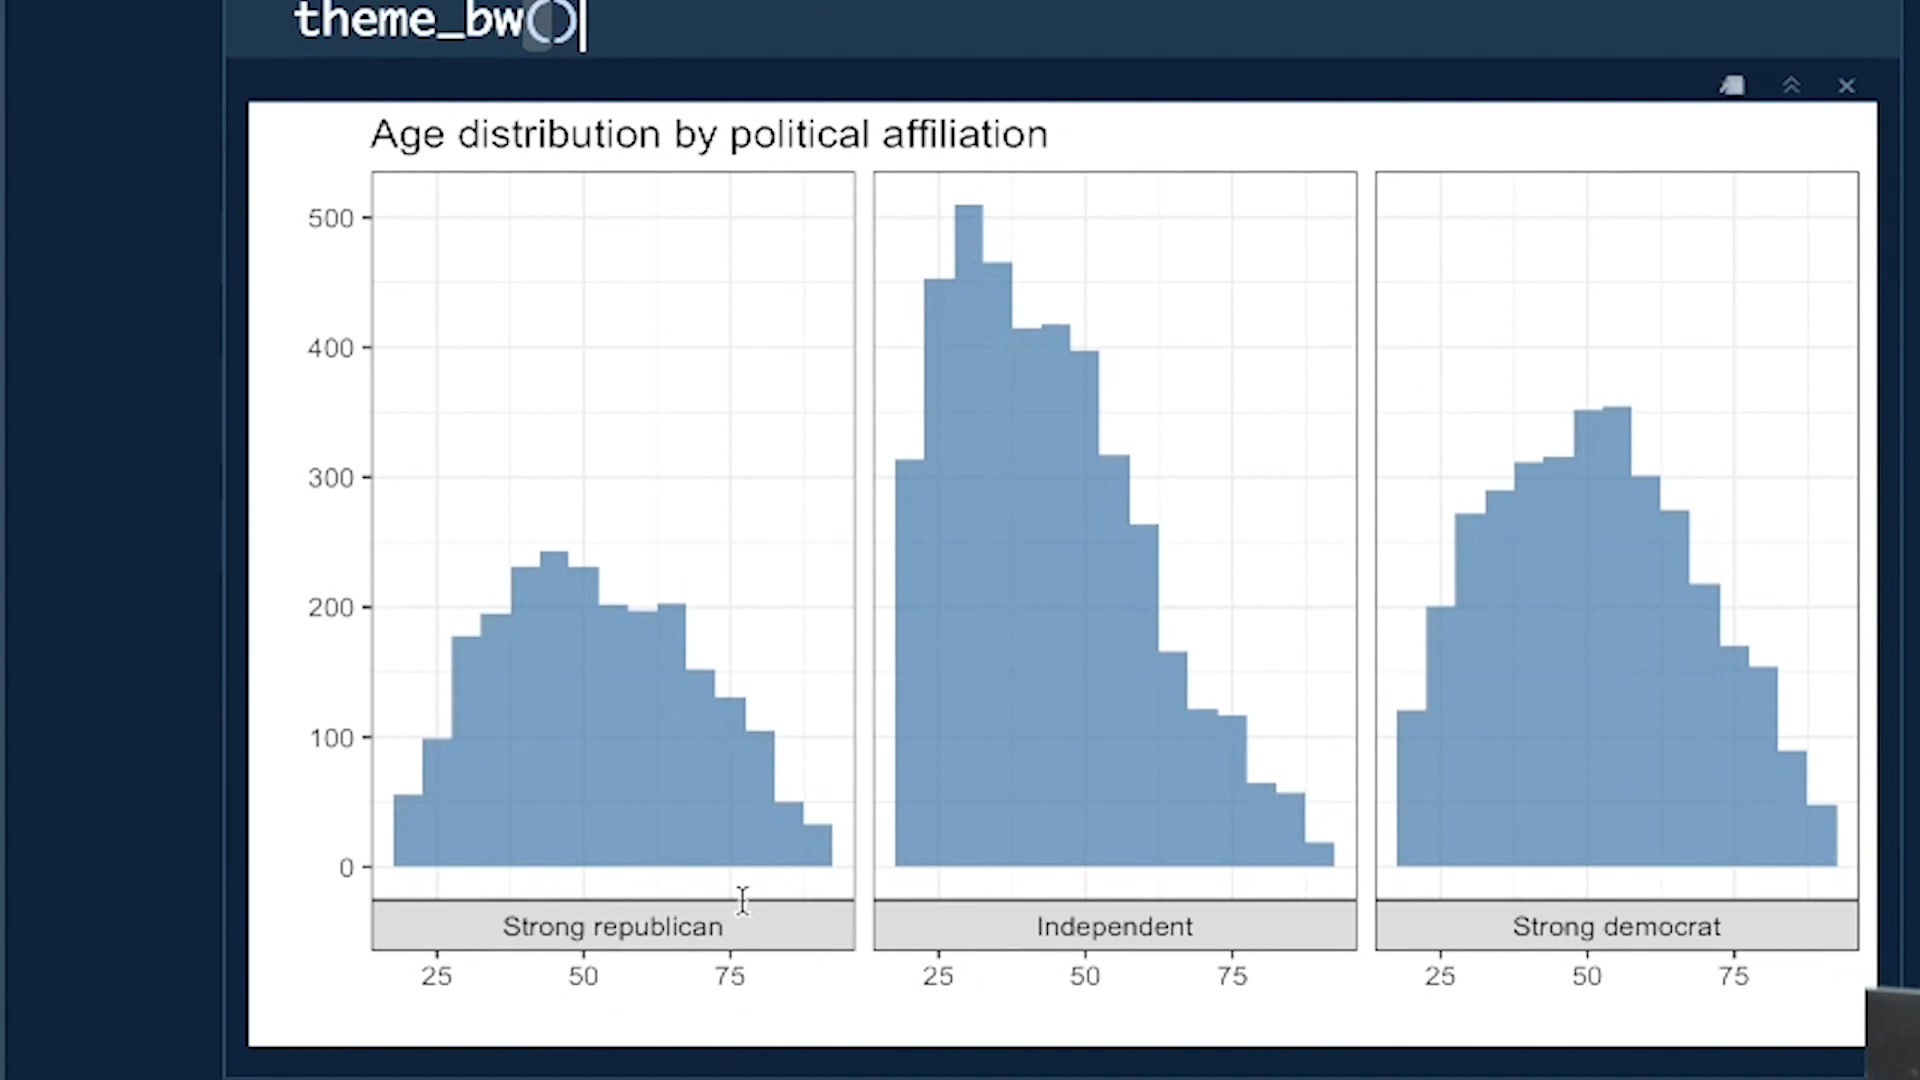 theme_bw()
Age distribution by political affiliation
500
400
300
200
100
0
Strong republican
Independent
Strong democrat
25 50 75 25 50 75 25 50 75